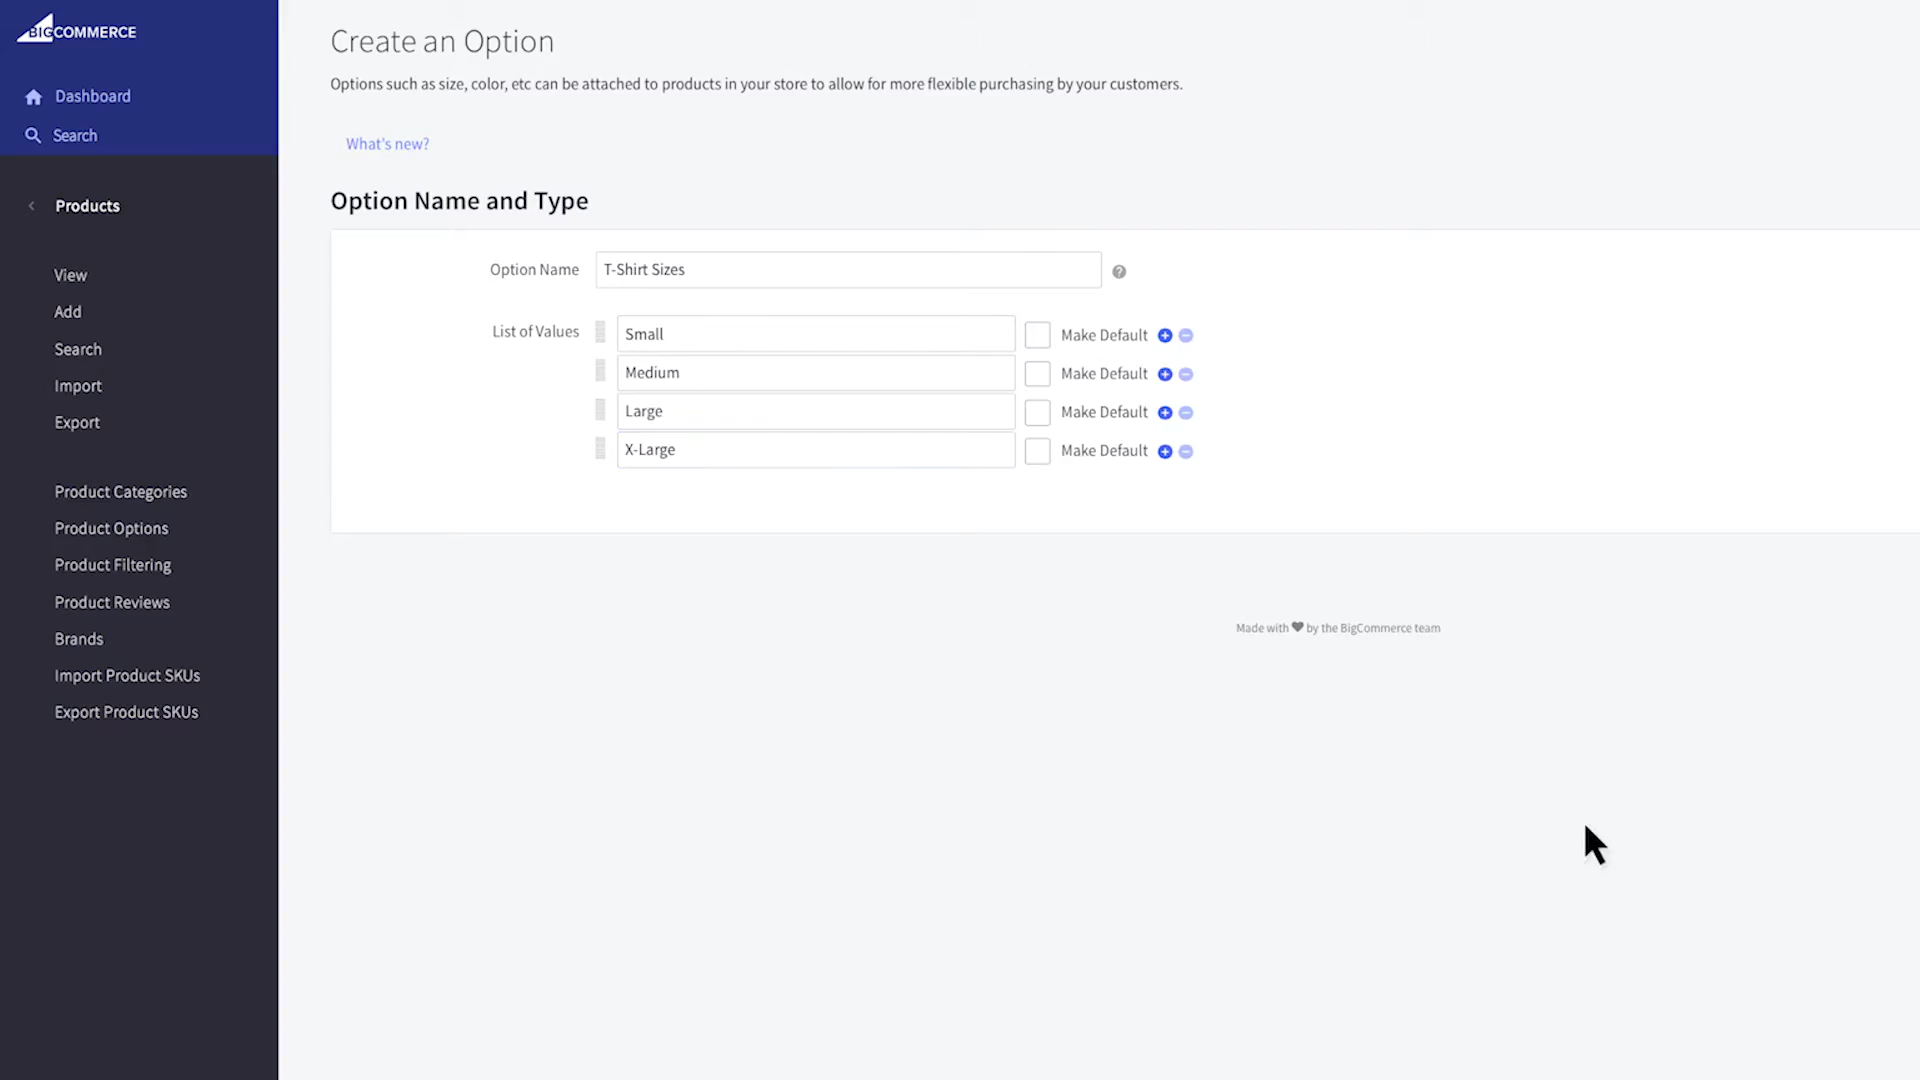 BIGCOMMERCE
Dashboard
Search
Products
View
Add
Search
Import
Export
Product Categories
Product Options
Product Filtering
Product Reviews
Brands
Import Product SKUs
Export Product SKUs
Create an Option
Options such as size, color, etc can be attached to products in your store to allow for more flexible purchasing by your customers.
What's new?
Option Name and Type
Option Name T-Shirt Sizes ?
List of Values Small Make Default
Medium Make Default
Large Make Default
X-Large Make Default
Made with ♥ by the BigCommerce team